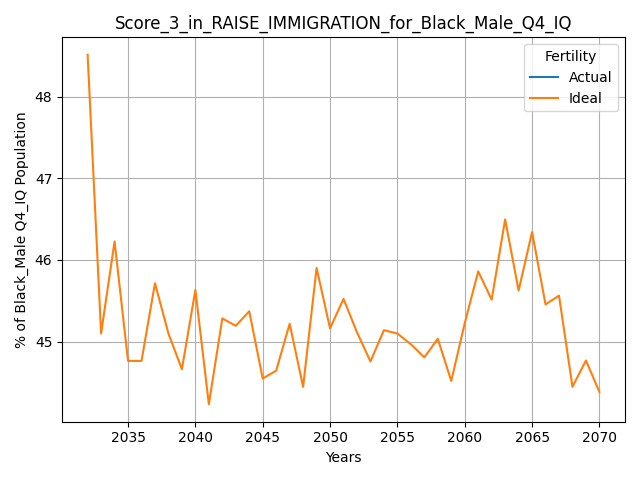 Score_3_in_RAISE_IMMIGRATION_for_Black_Male_Q4_IQ
Fertility
Actual
Ideal
% of Black_Male Q4_IQ Population
48
47
46
45
2035 2040 2045 2050 2055 2060 2065 2070
Years